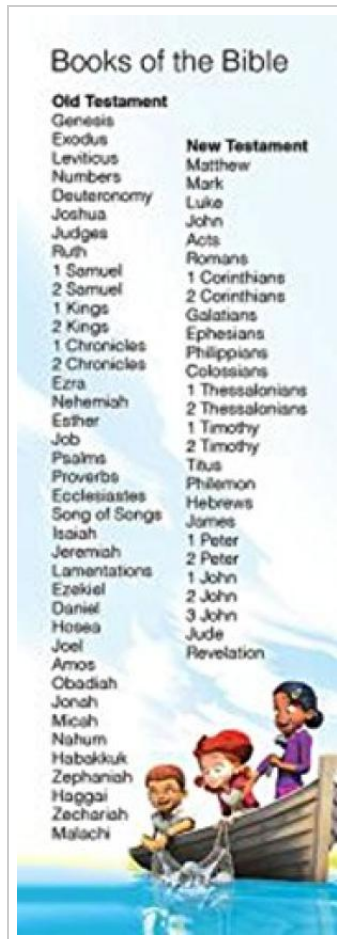 Books of the Bible
Old Testament
Genesis
Exodus
Leviticus
Numbers
Deuteronomy
Joshua
Judges
Ruth
1 Samuel
2 Samuel
1 Kings
2 Kings
1 Chronicles
2 Chronicles
Ezra
Nehemiah
Esther
Job
Psalms
Proverbs
Ecclesiastes
Song of Songs
Isaiah
Jeremiah
Lamentations
Ezekiel
Daniel
Hosea
Joel
Amos
Obadiah
Jonah
Micah
Nahum
Habakkuk
Zephaniah
Haggai
Zechariah
Malachi
New Testament
Matthew
Mark
Luke
John
Acts
Romans
1 Corinthians
2 Corinthians
Galatians
Ephesians
Philippians
Colossians
1 Thessalonians
2 Thessalonians
1 Timothy
2 Timothy
Titus
Philemon
Hebrews
James
1 Peter
2 Peter
1 John
2 John
3 John
Jude
Revelation